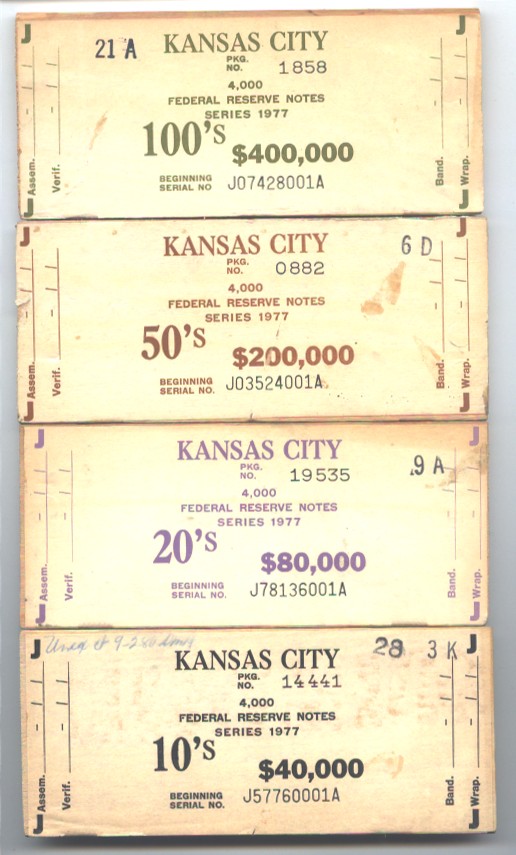 J J
21 A KANSAS CITY
PKG.
NO. 1858
4,000
FEDERAL RESERVE NOTES
SERIES 1977
100's $400,000
BEGINNING
SERIAL NO J07428001A
Assem. Verif. Band. Wrap.
J J
J J
KANSAS CITY 6 D
PKG.
NO. 0882
4,000
FEDERAL RESERVE NOTES
SERIES 1977
50's $200,000
BEGINNING
SERIAL NO. J03524001A
Assem. Verif. Band. Wrap.
J J
J J
KANSAS CITY
PKG.
NO. 19535 9 A
4,000
FEDERAL RESERVE NOTES
SERIES 1977
20's $80,000
BEGINNING
SERIAL NO. J78136001A
Assem. Verif. Band. Wrap.
J J
J J
28 3 K
KANSAS CITY
PKG.
NO. 14441
4,000
FEDERAL RESERVE NOTES
SERIES 1977
10's $40,000
BEGINNING
SERIAL NO. J57760001A
Assem. Verif. Band. Wrap.
J J